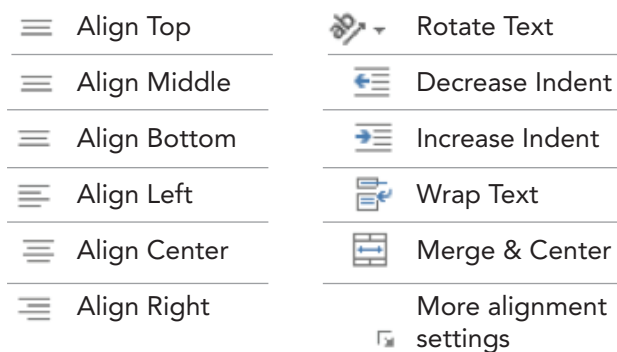 Align Top
Align Middle
Align Bottom
Align Left
Align Center
Align Right
ab
Rotate Text
Decrease Indent
Increase Indent
Wrap Text
Merge & Center
More alignment
settings